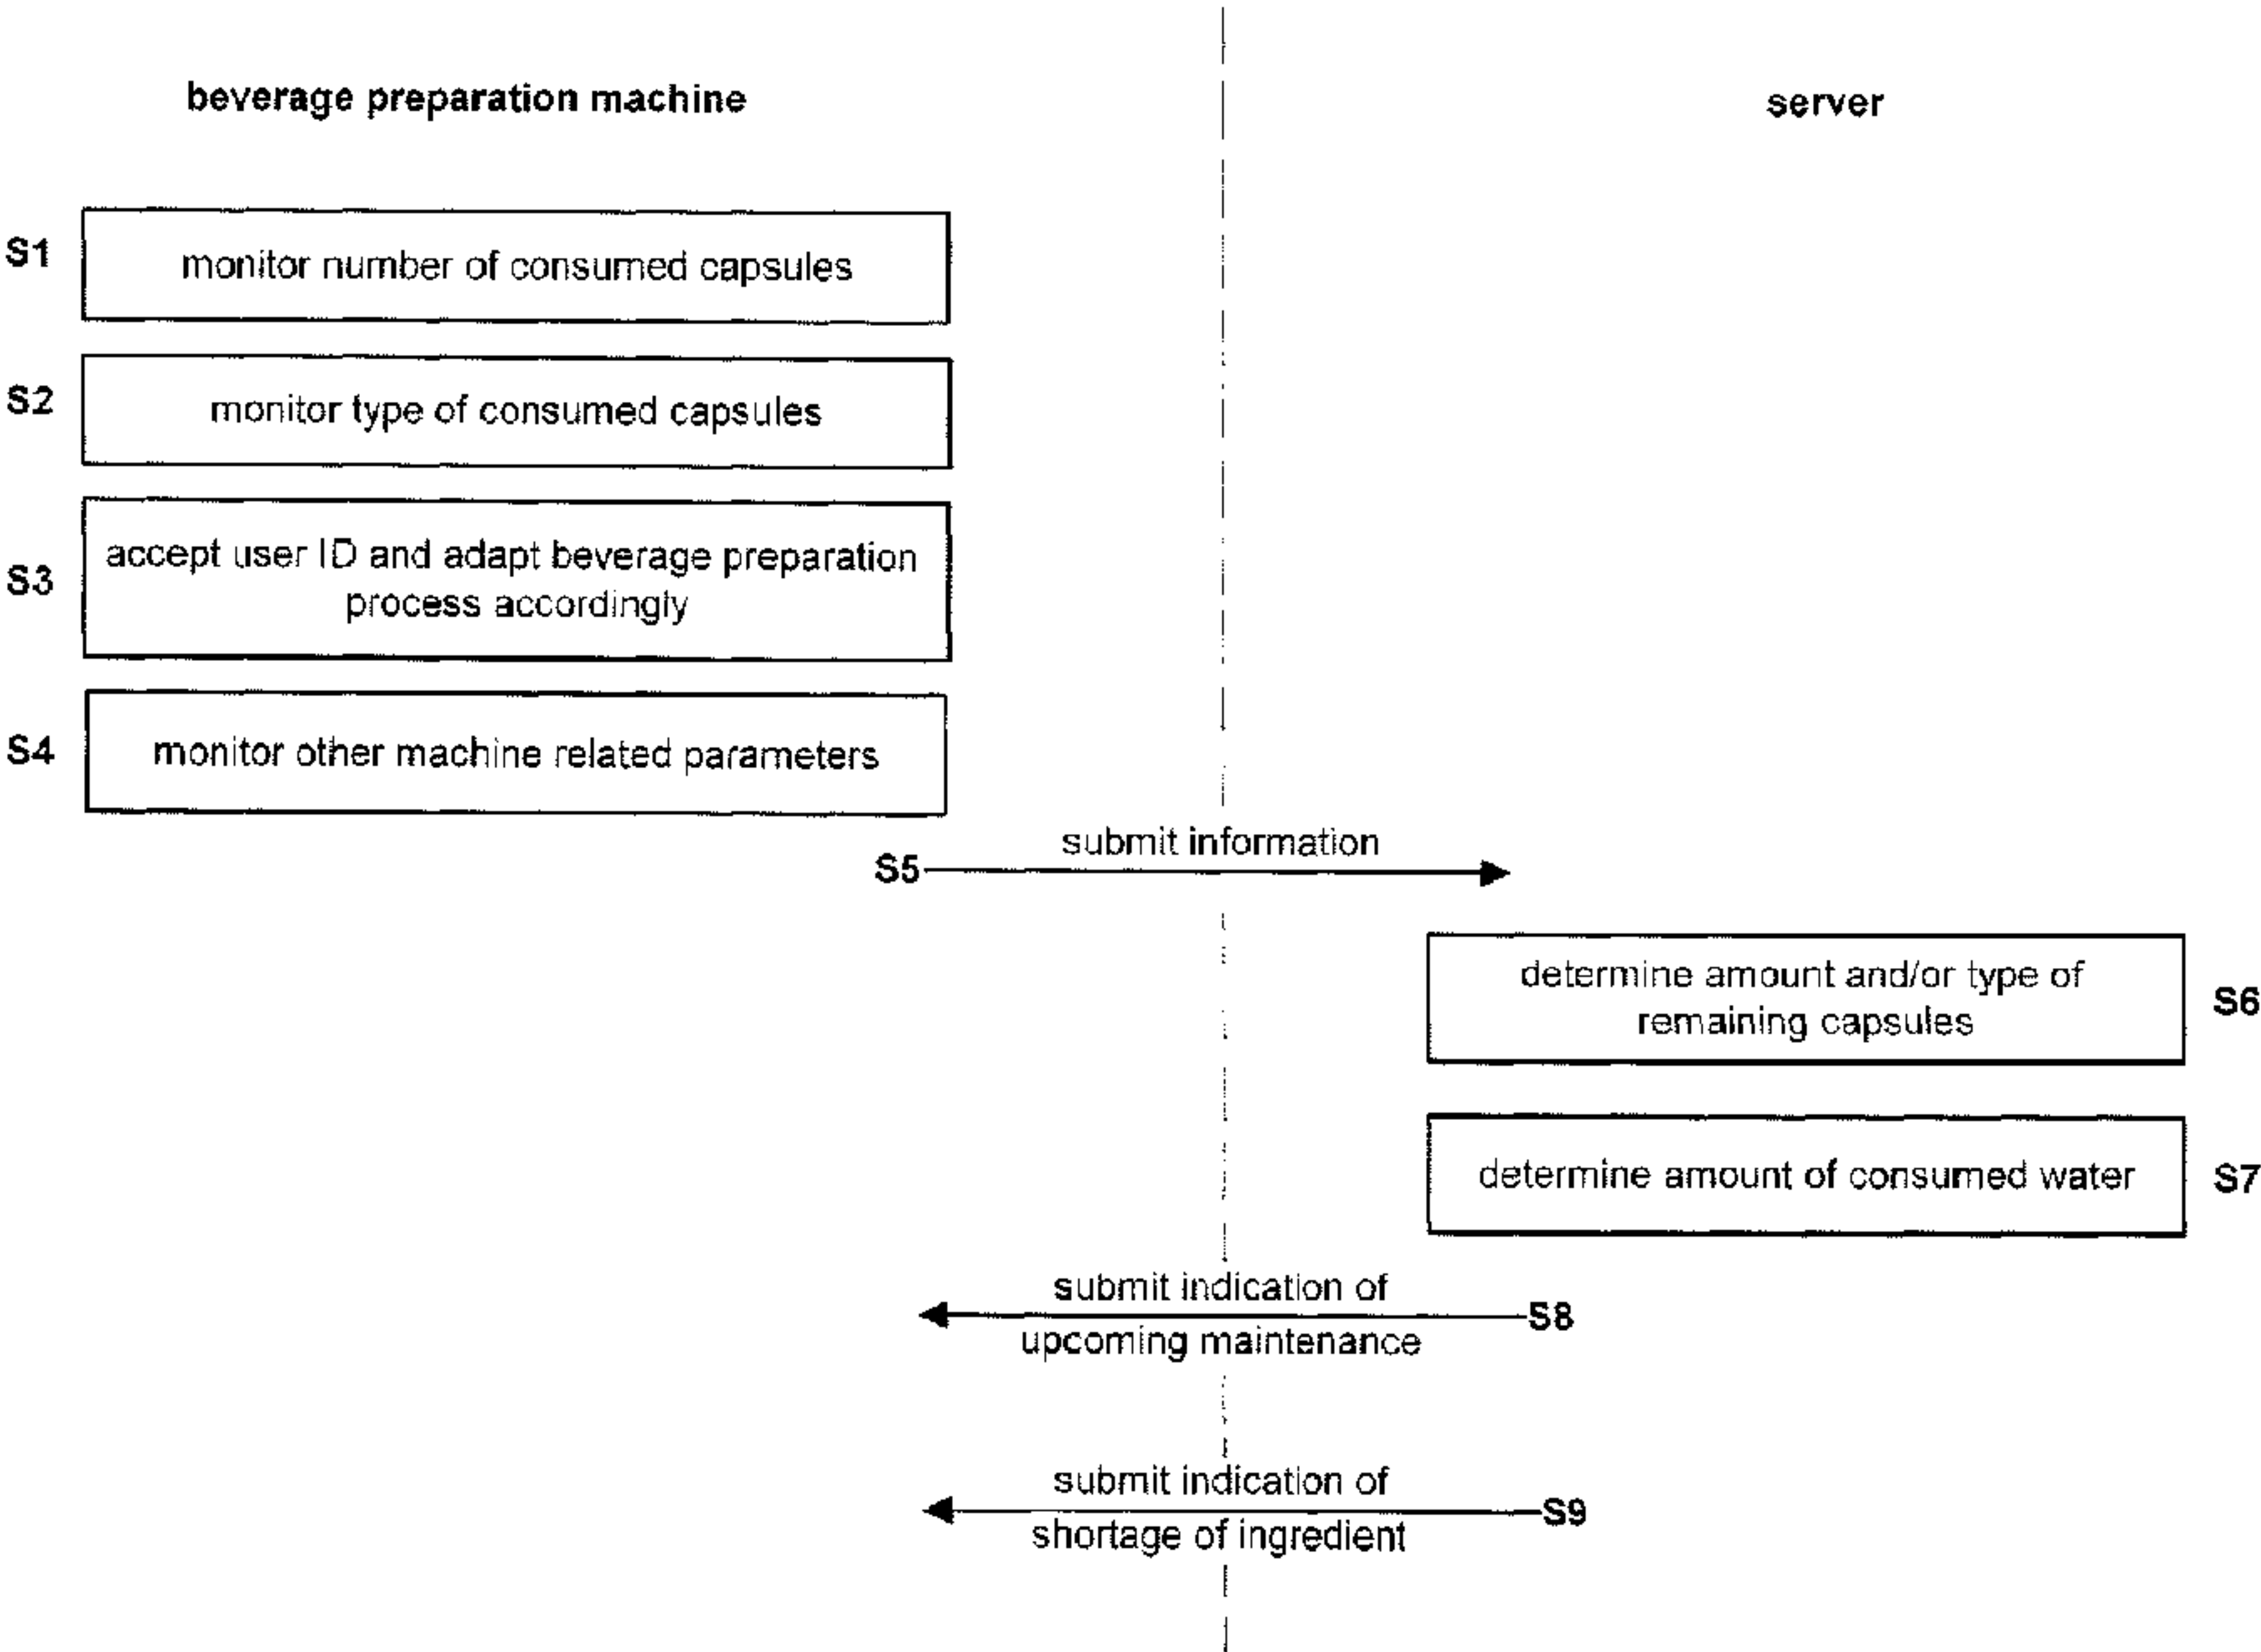 beverage preparation machine
server
S1
monitor number of consumed capsules
S2
monitor type of consumed capsules
S3
accept user ID and adapt beverage preparation
process accordingly
S4
monitor other machine related parameters
submit information
S5
determine amount and/or type of
remaining capsules
S6
determine amount of consumed water
S7
submit indication of
S8
upcoming maintenance
submit indication of
S9
shortage of ingredient